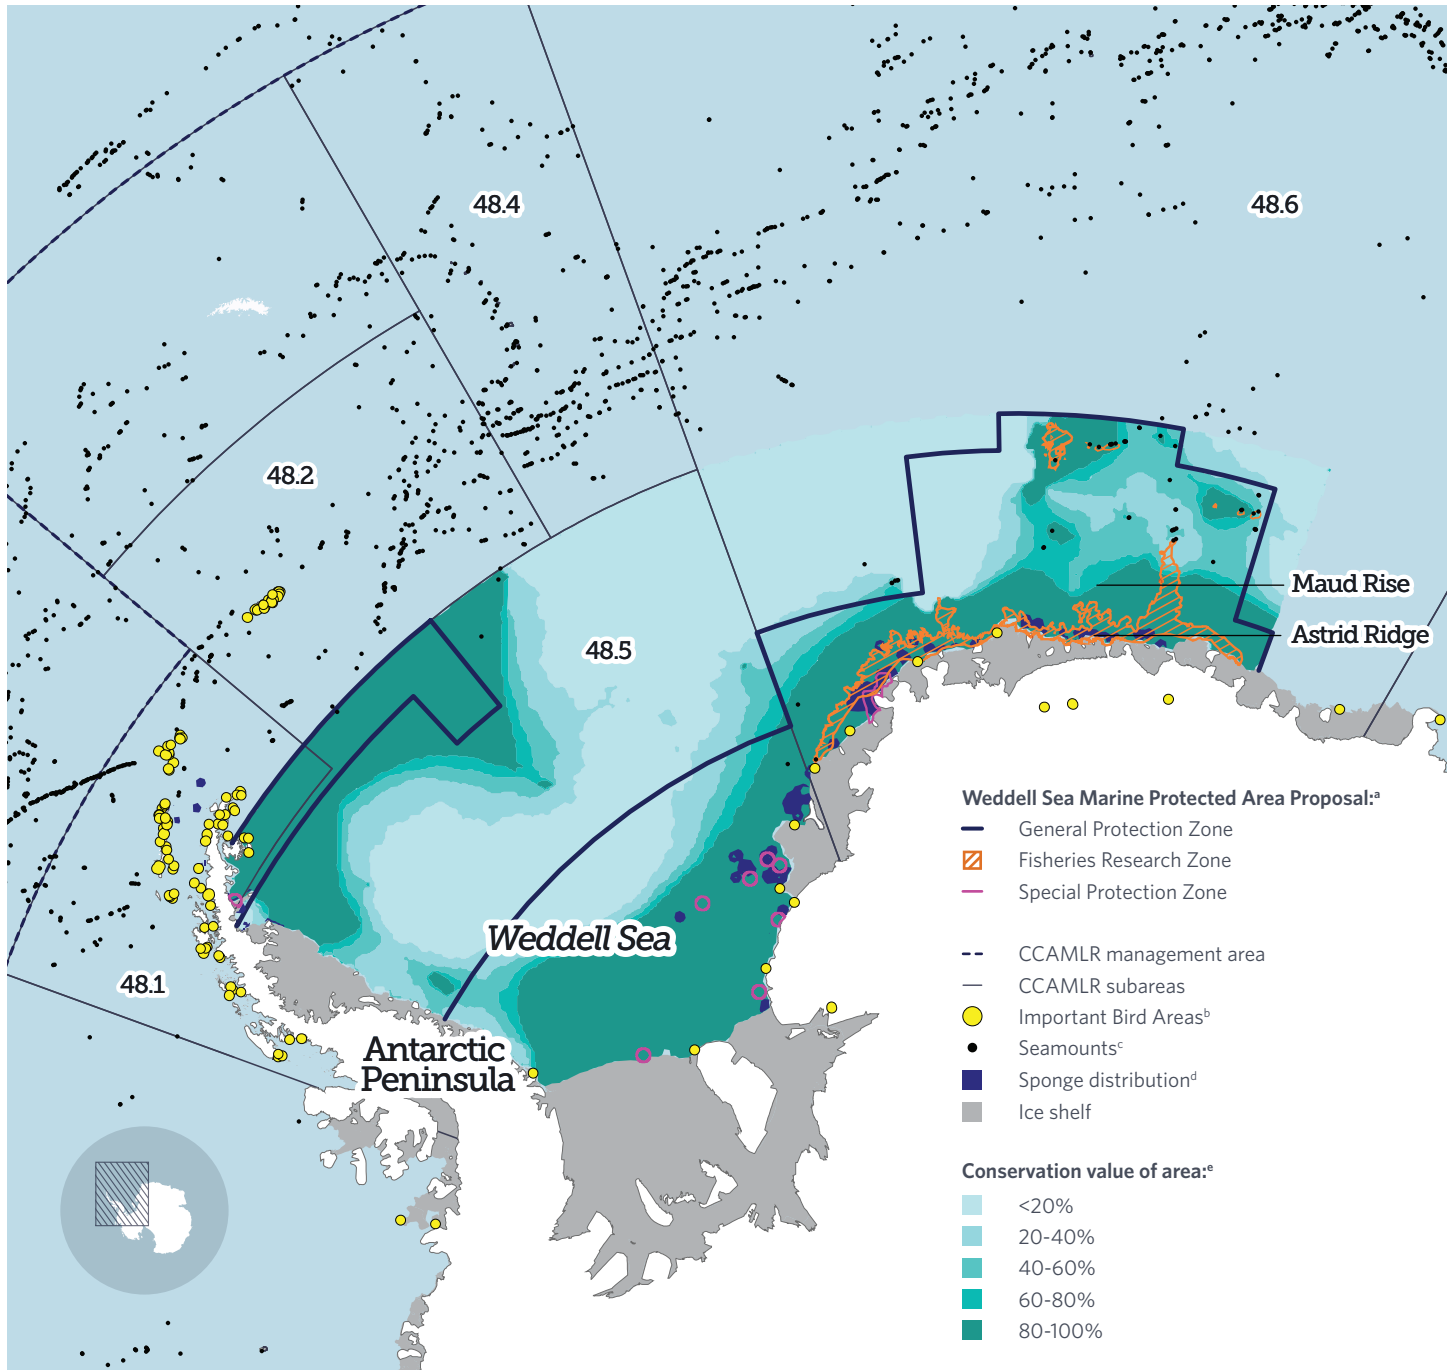 48.4
48.6
48.2
Maud Rise
Astrid Ridge
48.5
Weddell Sea
48.1
Antarctic
Peninsula
Weddell Sea Marine Protected Area Proposal:ᵃ
General Protection Zone
Fisheries Research Zone
Special Protection Zone
CCAMLR management area
CCAMLR subareas
Important Bird Areasᵇ
Seamountsᶜ
Sponge distributionᵈ
Ice shelf
Conservation value of area:ᵉ
<20%
20-40%
40-60%
60-80%
80-100%